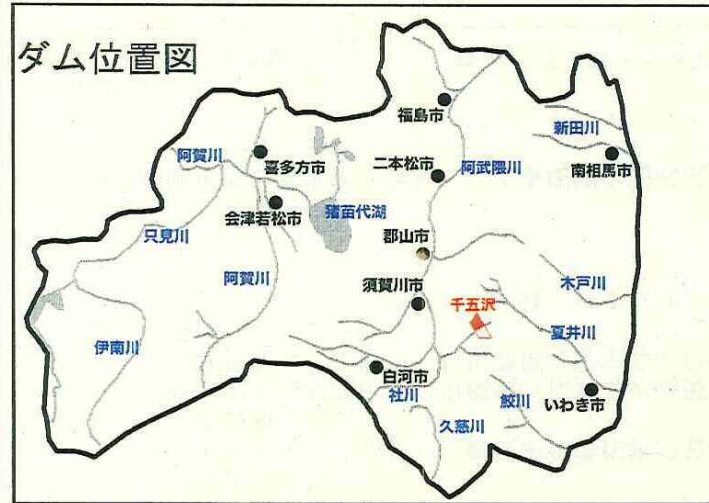 ダム位置図
福島市
新田川
阿賀川
喜多方市
二本松市
阿武隈川
南相馬市
会津若松市
猪苗代湖
只見川
郡山市
阿賀川
須賀川市
千五沢
木戸川
夏井川
伊南川
白河市
社川
鮫川
いわき市
久慈川